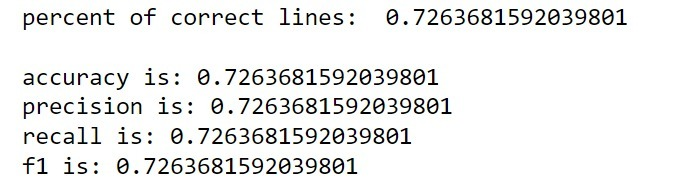 percent of correct lines:  0.7263681592039801
accuracy is: 0.7263681592039801
precision is: 0.7263681592039801
recall is: 0.7263681592039801
f1 is: 0.7263681592039801